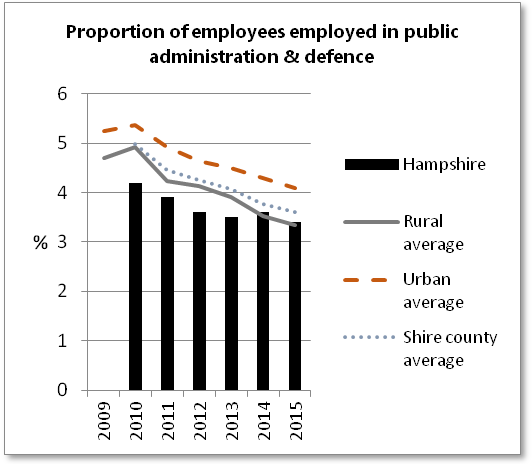 Proportion of employees employed in public
administration & defence
6
5
4
3
2
1
0
%
2009
2010
2011
2012
2013
2014
2015
Hampshire
Rural
average
Urban
average
Shire county
average